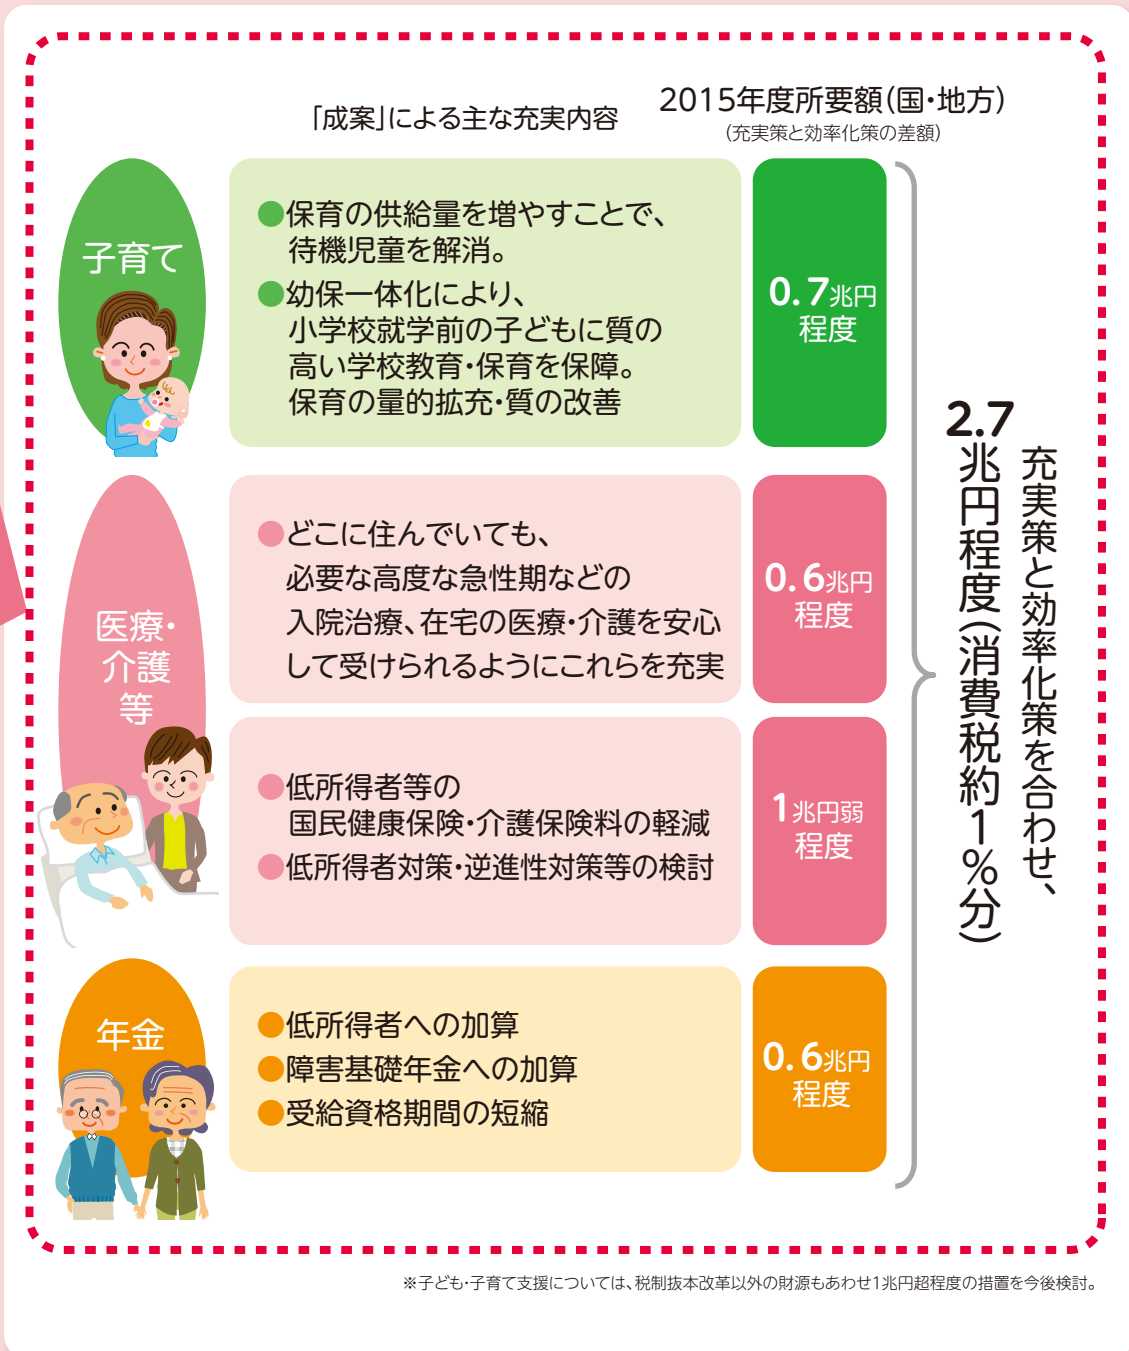 「成案」による主な充実内容
2015年度所要額(国・地方)
(充実策と効率化策の差額)
子育て
●保育の供給量を増やすことで、
待機児童を解消。
●幼保一体化により、
小学校就学前の子どもに質の
高い学校教育・保育を保障。
保育の量的拡充・質の改善
0.7兆円
程度
医療・
介護
等
●どこに住んでいても、
必要な高度な急性期などの
入院治療、在宅の医療・介護を安心
して受けられるようにこれらを充実
0.6兆円
程度
●低所得者等の
国民健康保険・介護保険料の軽減
●低所得者対策・逆進性対策等の検討
1兆円弱
程度
年金
●低所得者への加算
●障害基礎年金への加算
●受給資格期間の短縮
0.6兆円
程度
充実策と効率化策を合わせ、
2.7兆円程度(消費税約1%分)
※子ども・子育て支援については、税制抜本改革以外の財源もあわせ1兆円超程度の措置を今後検討。